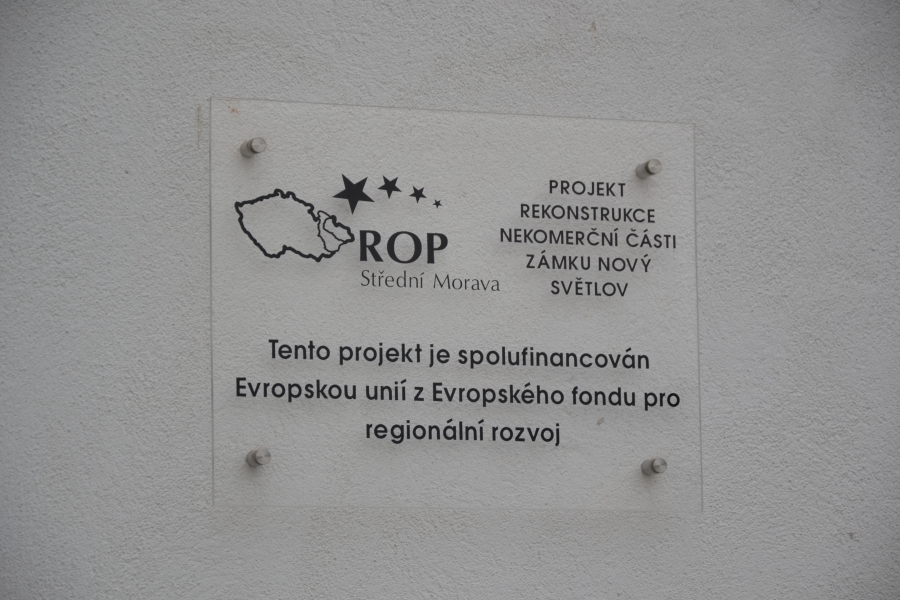 ROP
Střední Morava
PROJEKT
REKONSTRUKCE
NEKOMERČNÍ ČÁSTI
ZÁMKU NOVÝ
SVĚTLOV
Tento projekt je spolufinancován
Evropskou unií z Evropského fondu pro
regionální rozvoj